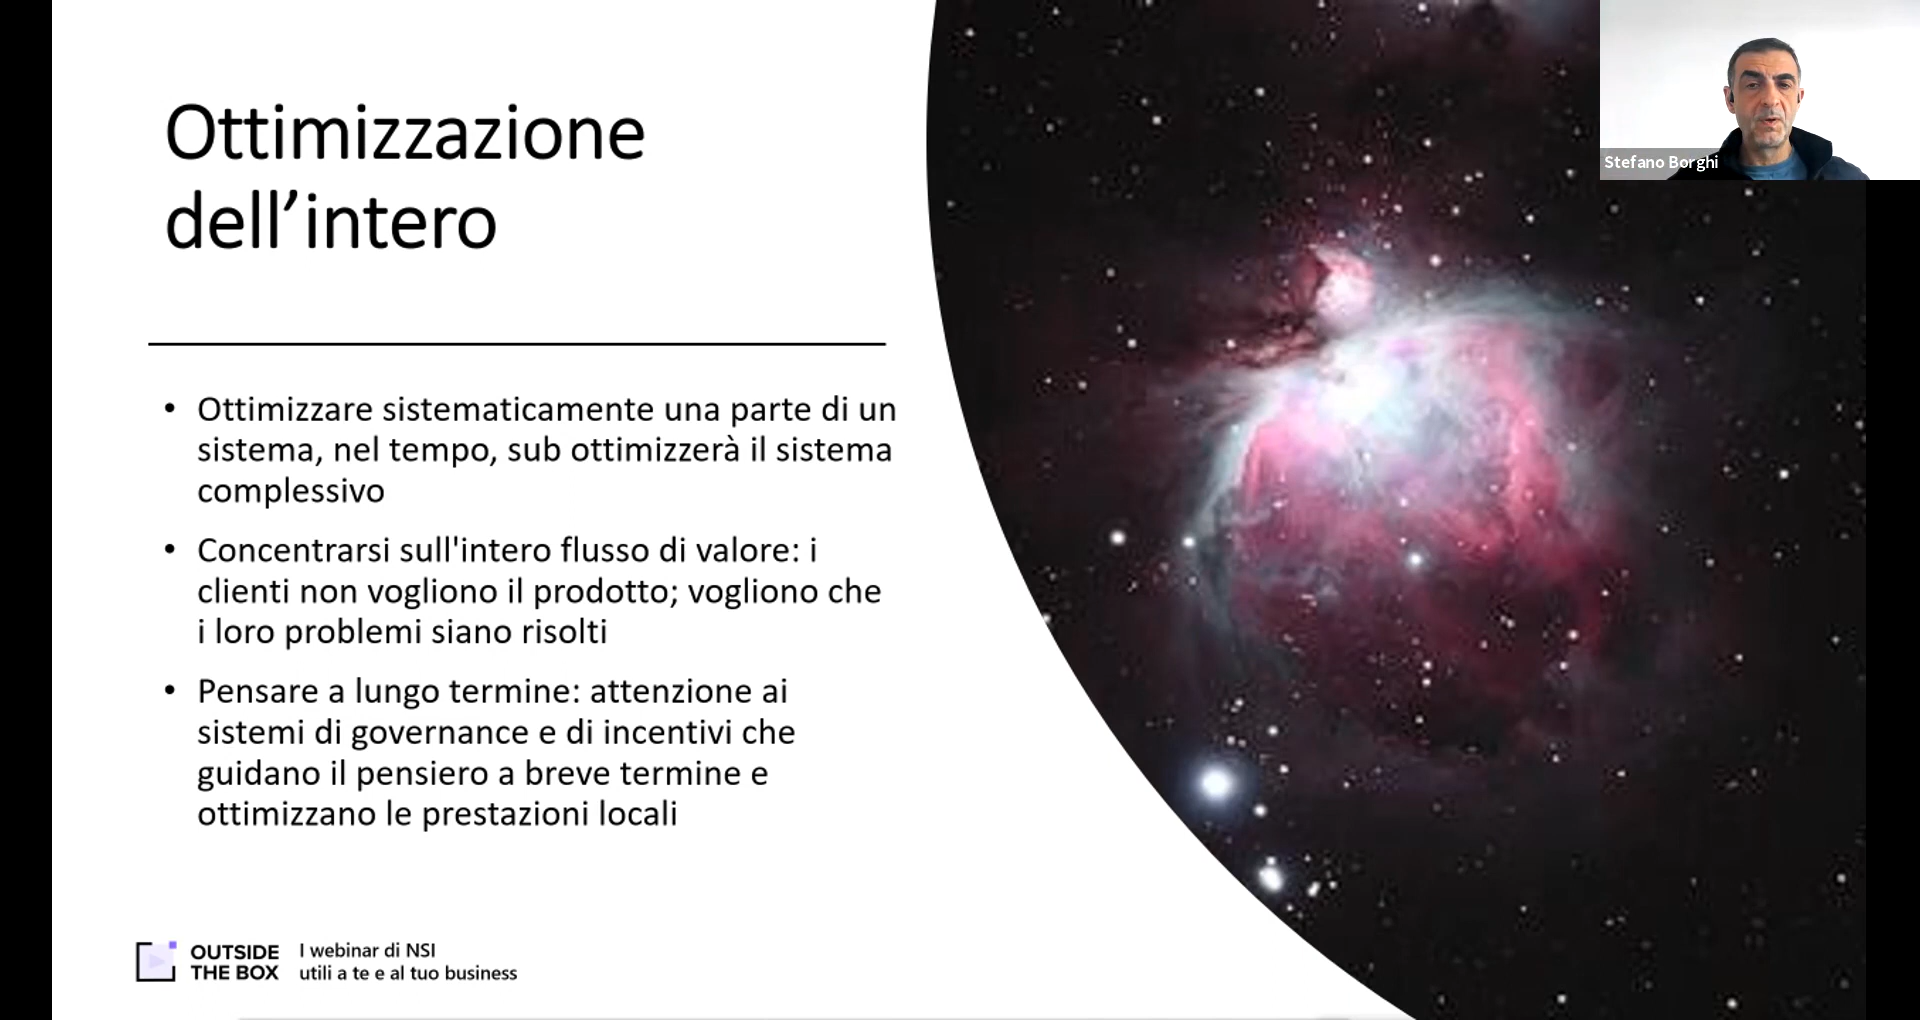 Ottimizzazione
dell’intero
• Ottimizzare sistematicamente una parte di un
sistema, nel tempo, sub ottimizzerà il sistema
complessivo
• Concentrarsi sull'intero flusso di valore: i
clienti non vogliono il prodotto; vogliono che
i loro problemi siano risolti
• Pensare a lungo termine: attenzione ai
sistemi di governance e di incentivi che
guidano il pensiero a breve termine e
ottimizzano le prestazioni locali
OUTSIDE
THE BOX
I webinar di NSI
utili a te e al tuo business
Stefano Borghi